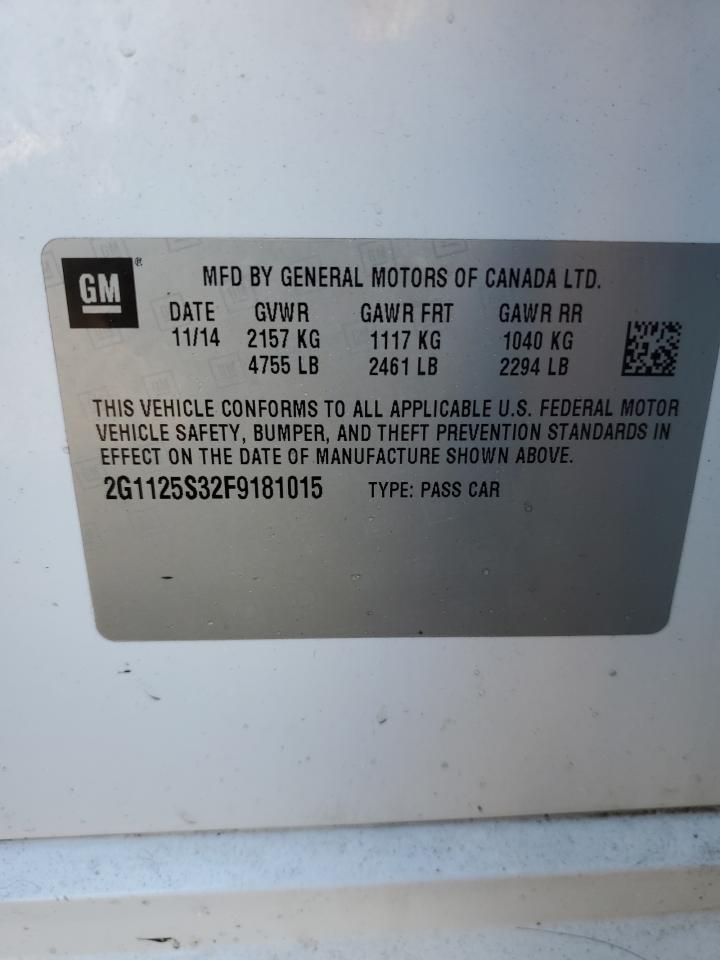 GM®
MFD BY GENERAL MOTORS OF CANADA LTD.
DATE GVWR GAWR FRT GAWR RR
11/14 2157 KG 1117 KG 1040 KG
4755 LB 2461 LB 2294 LB
THIS VEHICLE CONFORMS TO ALL APPLICABLE U.S. FEDERAL MOTOR
VEHICLE SAFETY, BUMPER, AND THEFT PREVENTION STANDARDS IN
EFFECT ON THE DATE OF MANUFACTURE SHOWN ABOVE.
2G1125S32F9181015 TYPE: PASS CAR